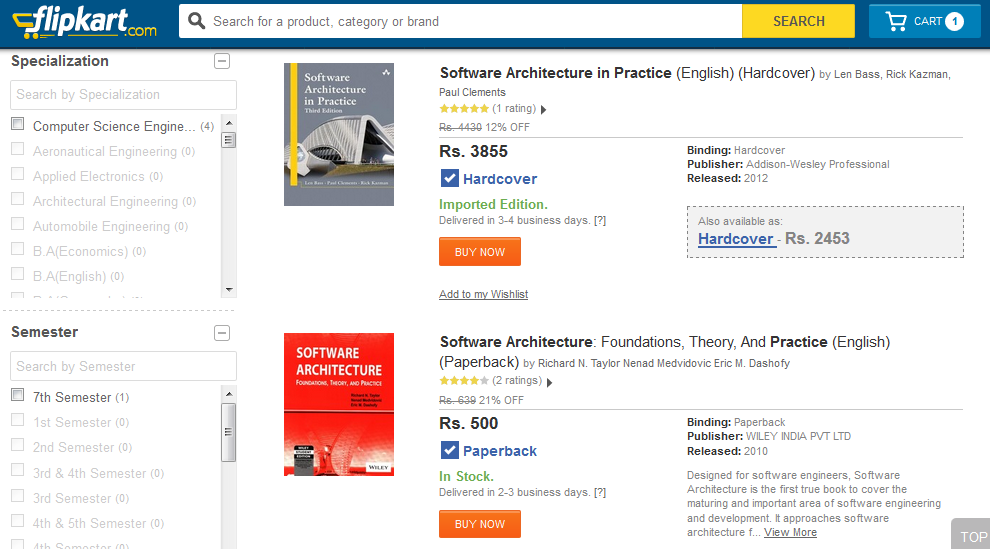 flipkart.com
Search for a product, category or brand
SEARCH
CART 1
Specialization
Search by Specialization
Computer Science Engine... (4)
Aeronautical Engineering (0)
Applied Electronics (0)
Architectural Engineering (0)
Automobile Engineering (0)
B.A(Economics) (0)
B.A(English) (0)
Semester
Search by Semester
7th Semester (1)
1st Semester (0)
2nd Semester (0)
3rd & 4th Semester (0)
3rd Semester (0)
4th & 5th Semester (0)
4th Semester (0)
Software
Architecture
in Practice
Third Edition
Len Bass · Paul Clements · Rick Kazman
Software Architecture in Practice (English) (Hardcover) by Len Bass, Rick Kazman,
Paul Clements
(1 rating)
Rs. 4430 12% OFF
Rs. 3855
Hardcover
Imported Edition.
Delivered in 3-4 business days. [?]
BUY NOW
Add to my Wishlist
Binding: Hardcover
Publisher: Addison-Wesley Professional
Released: 2012
Also available as:
Hardcover - Rs. 2453
SOFTWARE
ARCHITECTURE
FOUNDATIONS, THEORY, AND PRACTICE
Richard N. Taylor
Nenad Medvidovic
Eric M. Dashofy
WILEY
Software Architecture: Foundations, Theory, And Practice (English)
(Paperback) by Richard N. Taylor Nenad Medvidovic Eric M. Dashofy
(2 ratings)
Rs. 639 21% OFF
Rs. 500
Paperback
In Stock.
Delivered in 2-3 business days. [?]
BUY NOW
Binding: Paperback
Publisher: WILEY INDIA PVT LTD
Released: 2010
Designed for software engineers, Software
Architecture is the first true book to cover the
maturing and important area of software engineering
and development. It approaches software
architecture f... View More
TOP